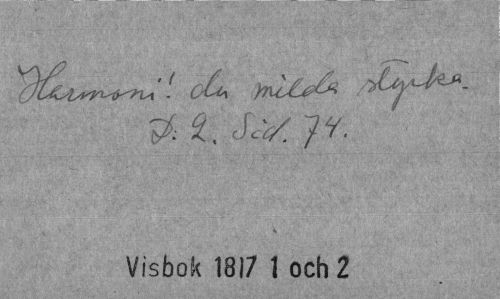 Harmoni! du milda styrka.
D. 2. Sid. 74.
Visbok 1817 1 och 2